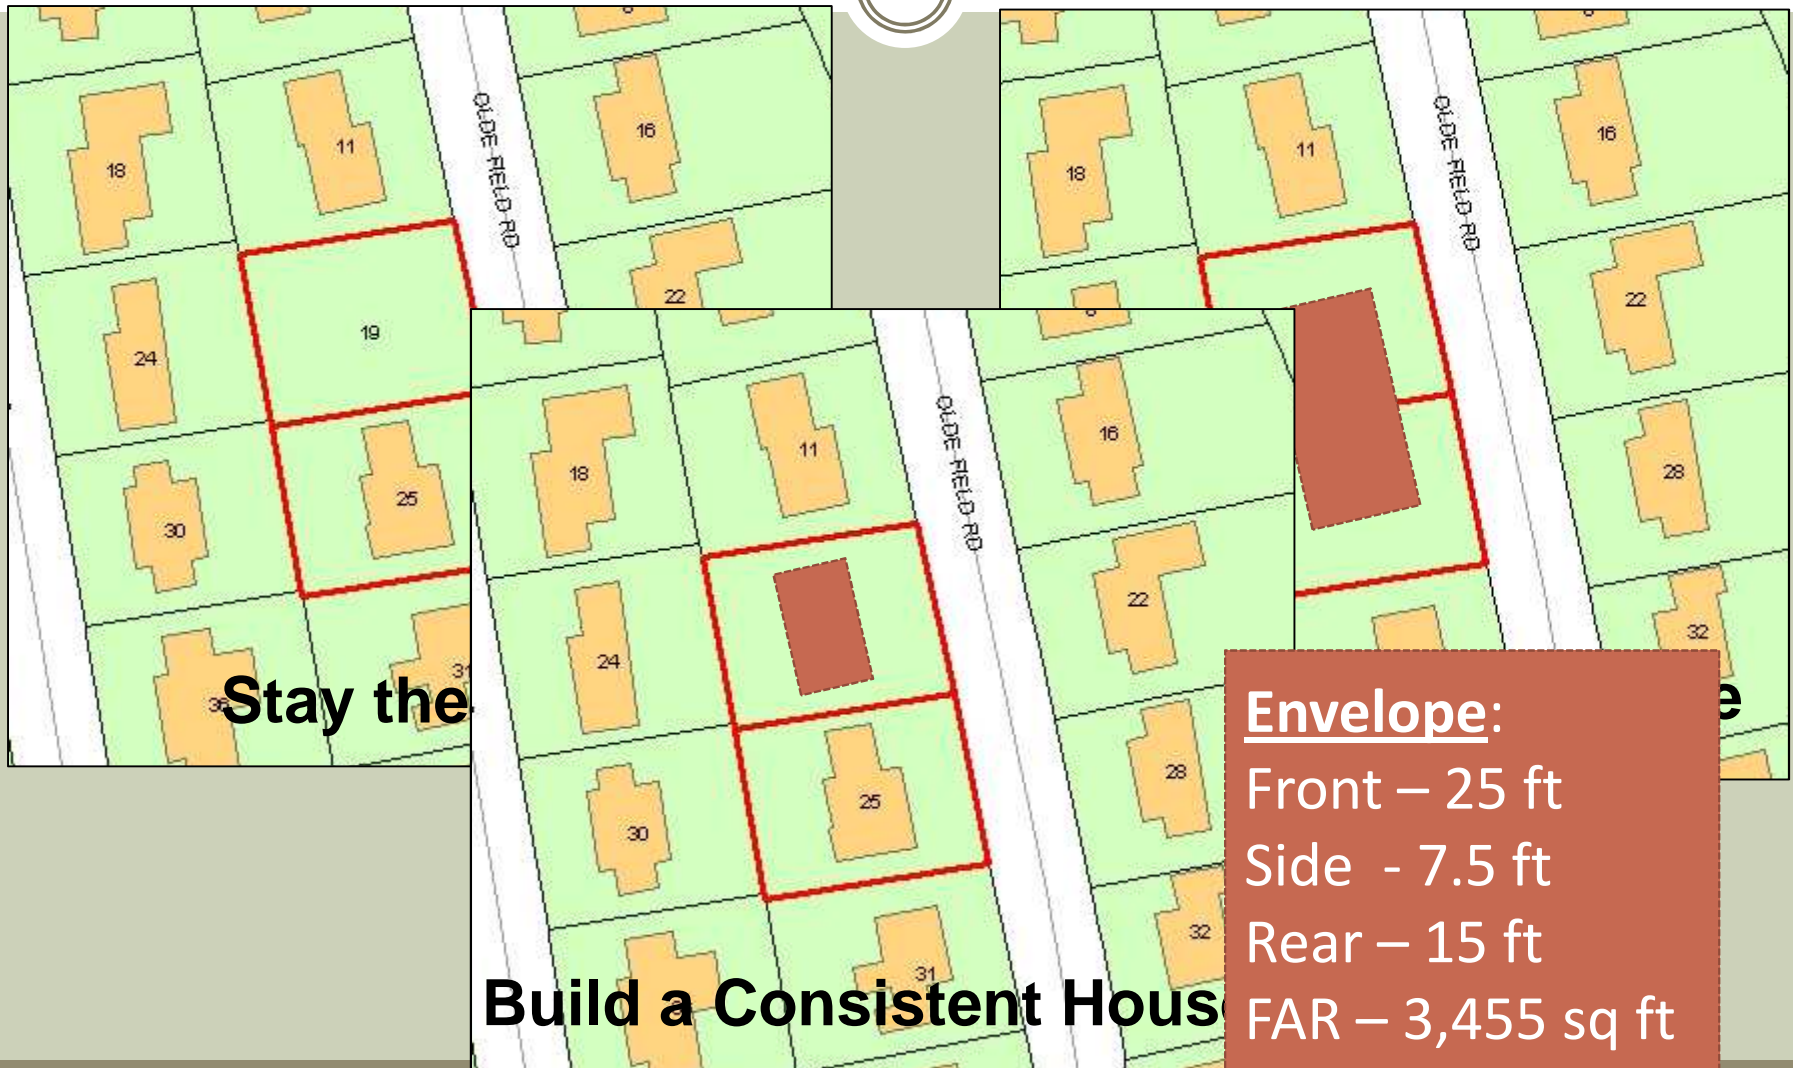 18
11
16
OLDE FIELD RD
22
19
24
25
30
36
31
Stay the
18
11
16
OLDE FIELD RD
22
28
32
e
18
11
16
OLDE FIELD RD
22
24
25
28
30
31
32
Build a Consistent Hous
Envelope:
Front – 25 ft
Side - 7.5 ft
Rear – 15 ft
FAR – 3,455 sq ft